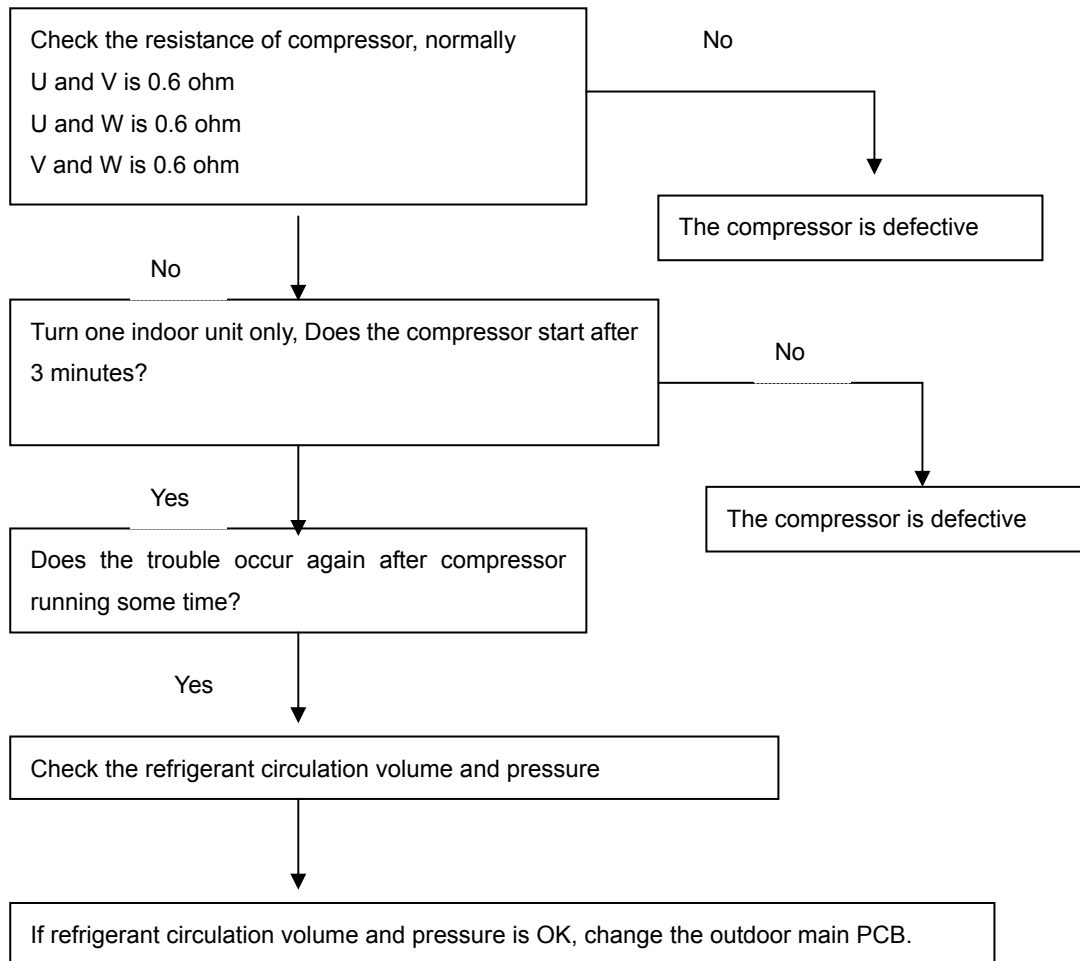 Check the resistance of compressor, normally
No
U and V is 0.6 ohm
U and W is 0.6 ohm
V and W is 0.6 ohm
The compressor is defective
No
Turn one indoor unit only, Does the compressor start after
3 minutes?
No
Yes
The compressor is defective
Does the trouble occur again after compressor
running some time?
Yes
Check the refrigerant circulation volume and pressure
If refrigerant circulation volume and pressure is OK, change the outdoor main PCB.